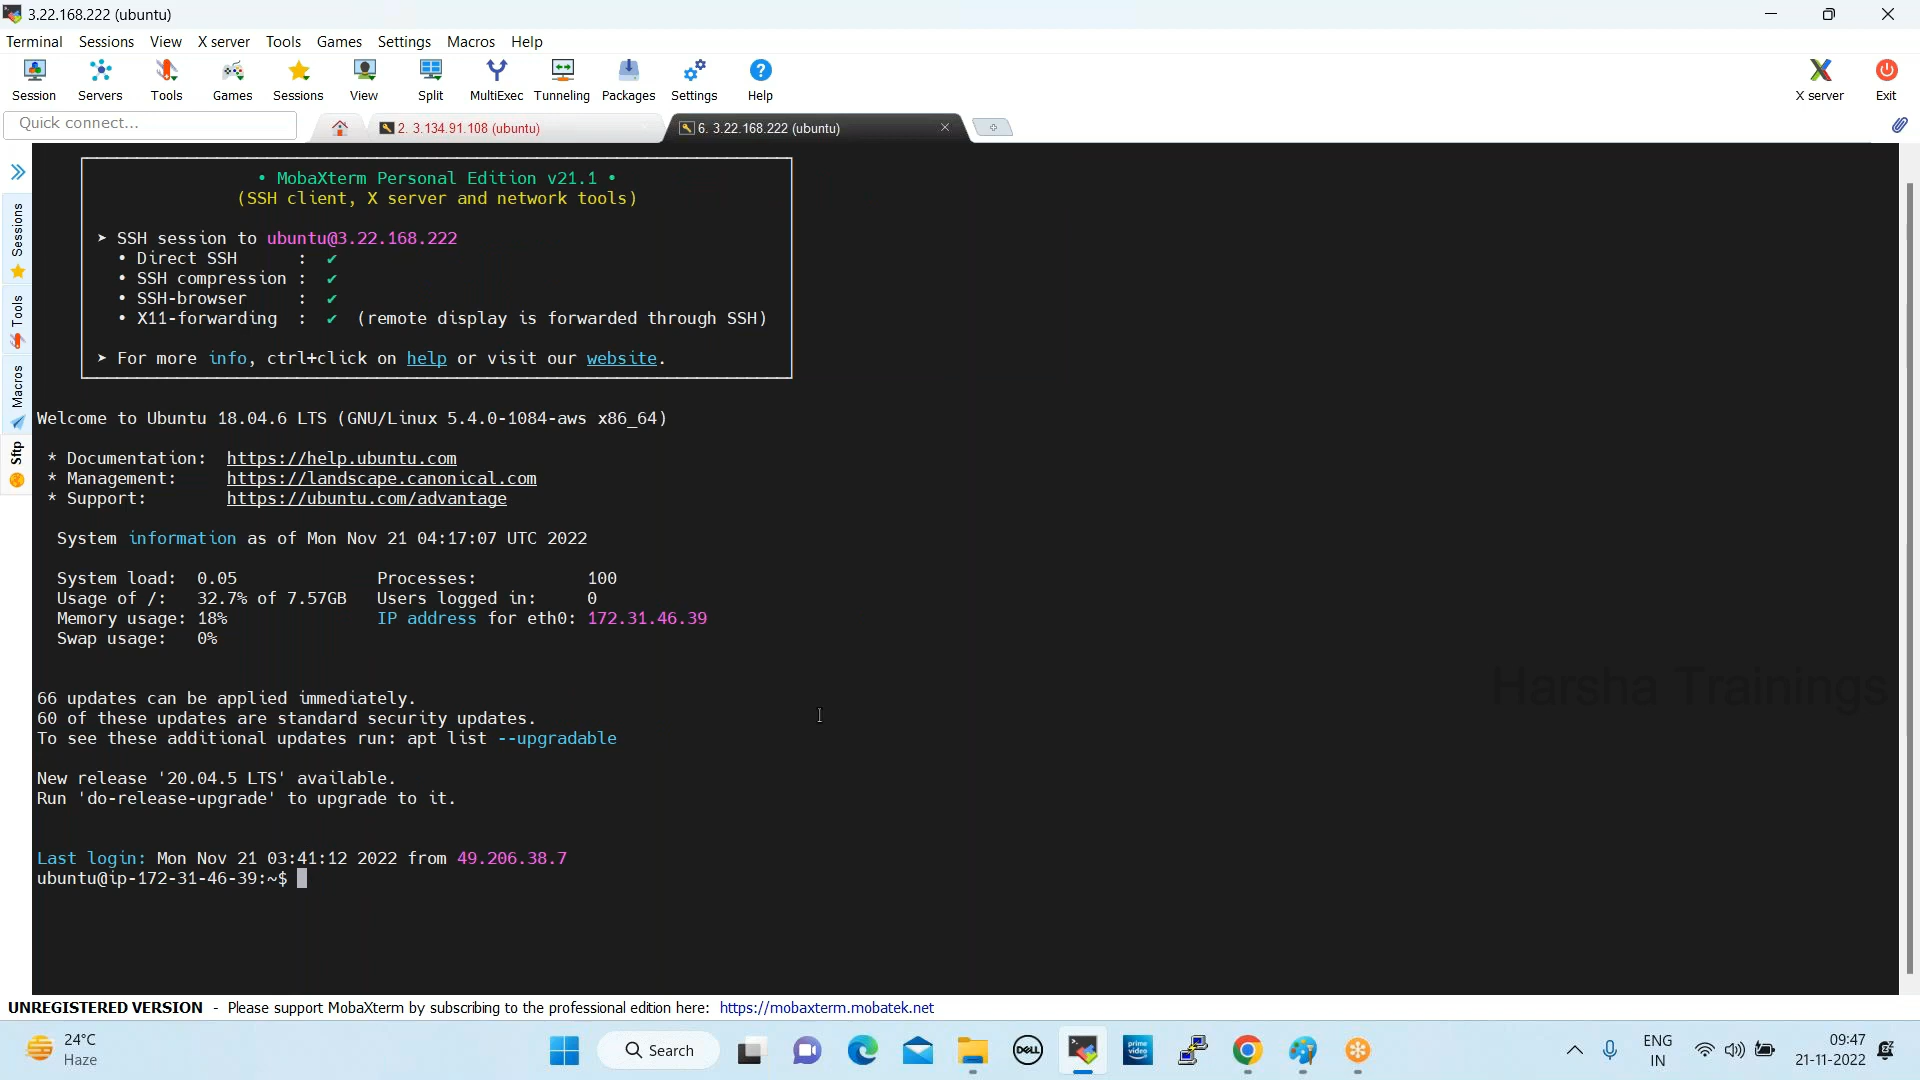 3.22.168.222 (ubuntu)
Terminal Sessions View X server Tools Games Settings Macros Help
Session Servers Tools Games Sessions View Split MultiExec Tunneling Packages Settings Help X server Exit
Quick connect...
2. 3.134.91.108 (ubuntu)
6. 3.22.168.222 (ubuntu)
Sessions
Tools
Macros
Sftp
• MobaXterm Personal Edition v21.1 •
(SSH client, X server and network tools)
➤ SSH session to ubuntu@3.22.168.222
• Direct SSH : ✔
• SSH compression : ✔
• SSH-browser : ✔
• X11-forwarding : ✔ (remote display is forwarded through SSH)
➤ For more info, ctrl+click on help or visit our website.
Welcome to Ubuntu 18.04.6 LTS (GNU/Linux 5.4.0-1084-aws x86_64)
* Documentation: https://help.ubuntu.com
* Management: https://landscape.canonical.com
* Support: https://ubuntu.com/advantage
System information as of Mon Nov 21 04:17:07 UTC 2022
System load: 0.05 Processes: 100
Usage of /: 32.7% of 7.57GB Users logged in: 0
Memory usage: 18% IP address for eth0: 172.31.46.39
Swap usage: 0%
66 updates can be applied immediately.
60 of these updates are standard security updates.
To see these additional updates run: apt list --upgradable
New release '20.04.5 LTS' available.
Run 'do-release-upgrade' to upgrade to it.
Last login: Mon Nov 21 03:41:12 2022 from 49.206.38.7
ubuntu@ip-172-31-46-39:~$
Harsha Trainings
UNREGISTERED VERSION - Please support MobaXterm by subscribing to the professional edition here: https://mobaxterm.mobatek.net
24°C
Haze
Search
DELL
prime video
ENG
IN
09:47
21-11-2022